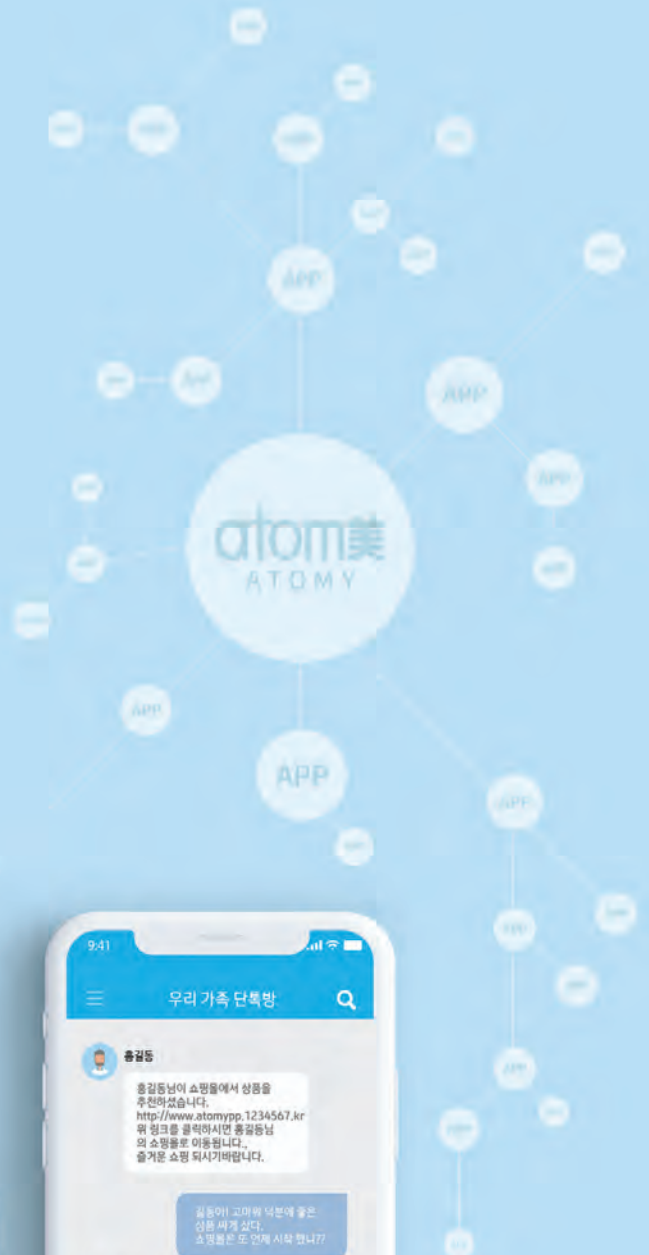 APP
APP
APP
APP
APP
atom美
ATOMY
APP
APP
APP
APP
APP
9:41
우리 가족 단톡방
홍길동
홍길동님이 쇼핑몰에서 상품을
추천하셨습니다.
http://www.atomypp.1234567.kr
위 링크를 클릭하시면 홍길동님
의 쇼핑몰로 이동됩니다.,
즐거운 쇼핑 되시기바랍니다.
길동아! 고마워 덕분에 좋은
상품 싸게 샀다.
쇼핑몰은 또 언제 시작 했니??